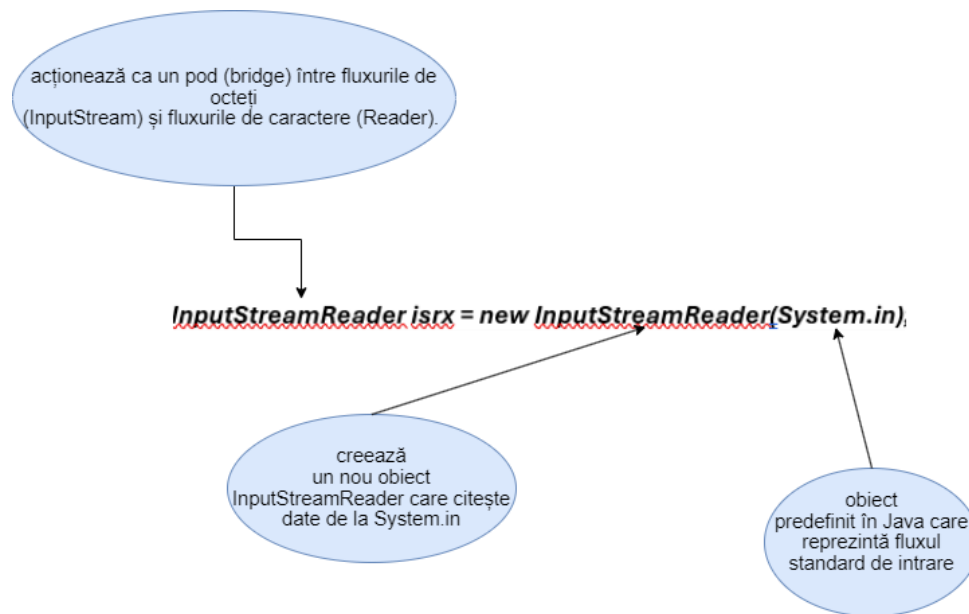 acționează ca un pod (bridge) între fluxurile de
octeți
(InputStream) și fluxurile de caractere (Reader).
InputStreamReader isrx = new InputStreamReader(System.in);
creează
un nou obiect
InputStreamReader care citește
date de la System.in
obiect
predefinit în Java care
reprezintă fluxul
standard de intrare